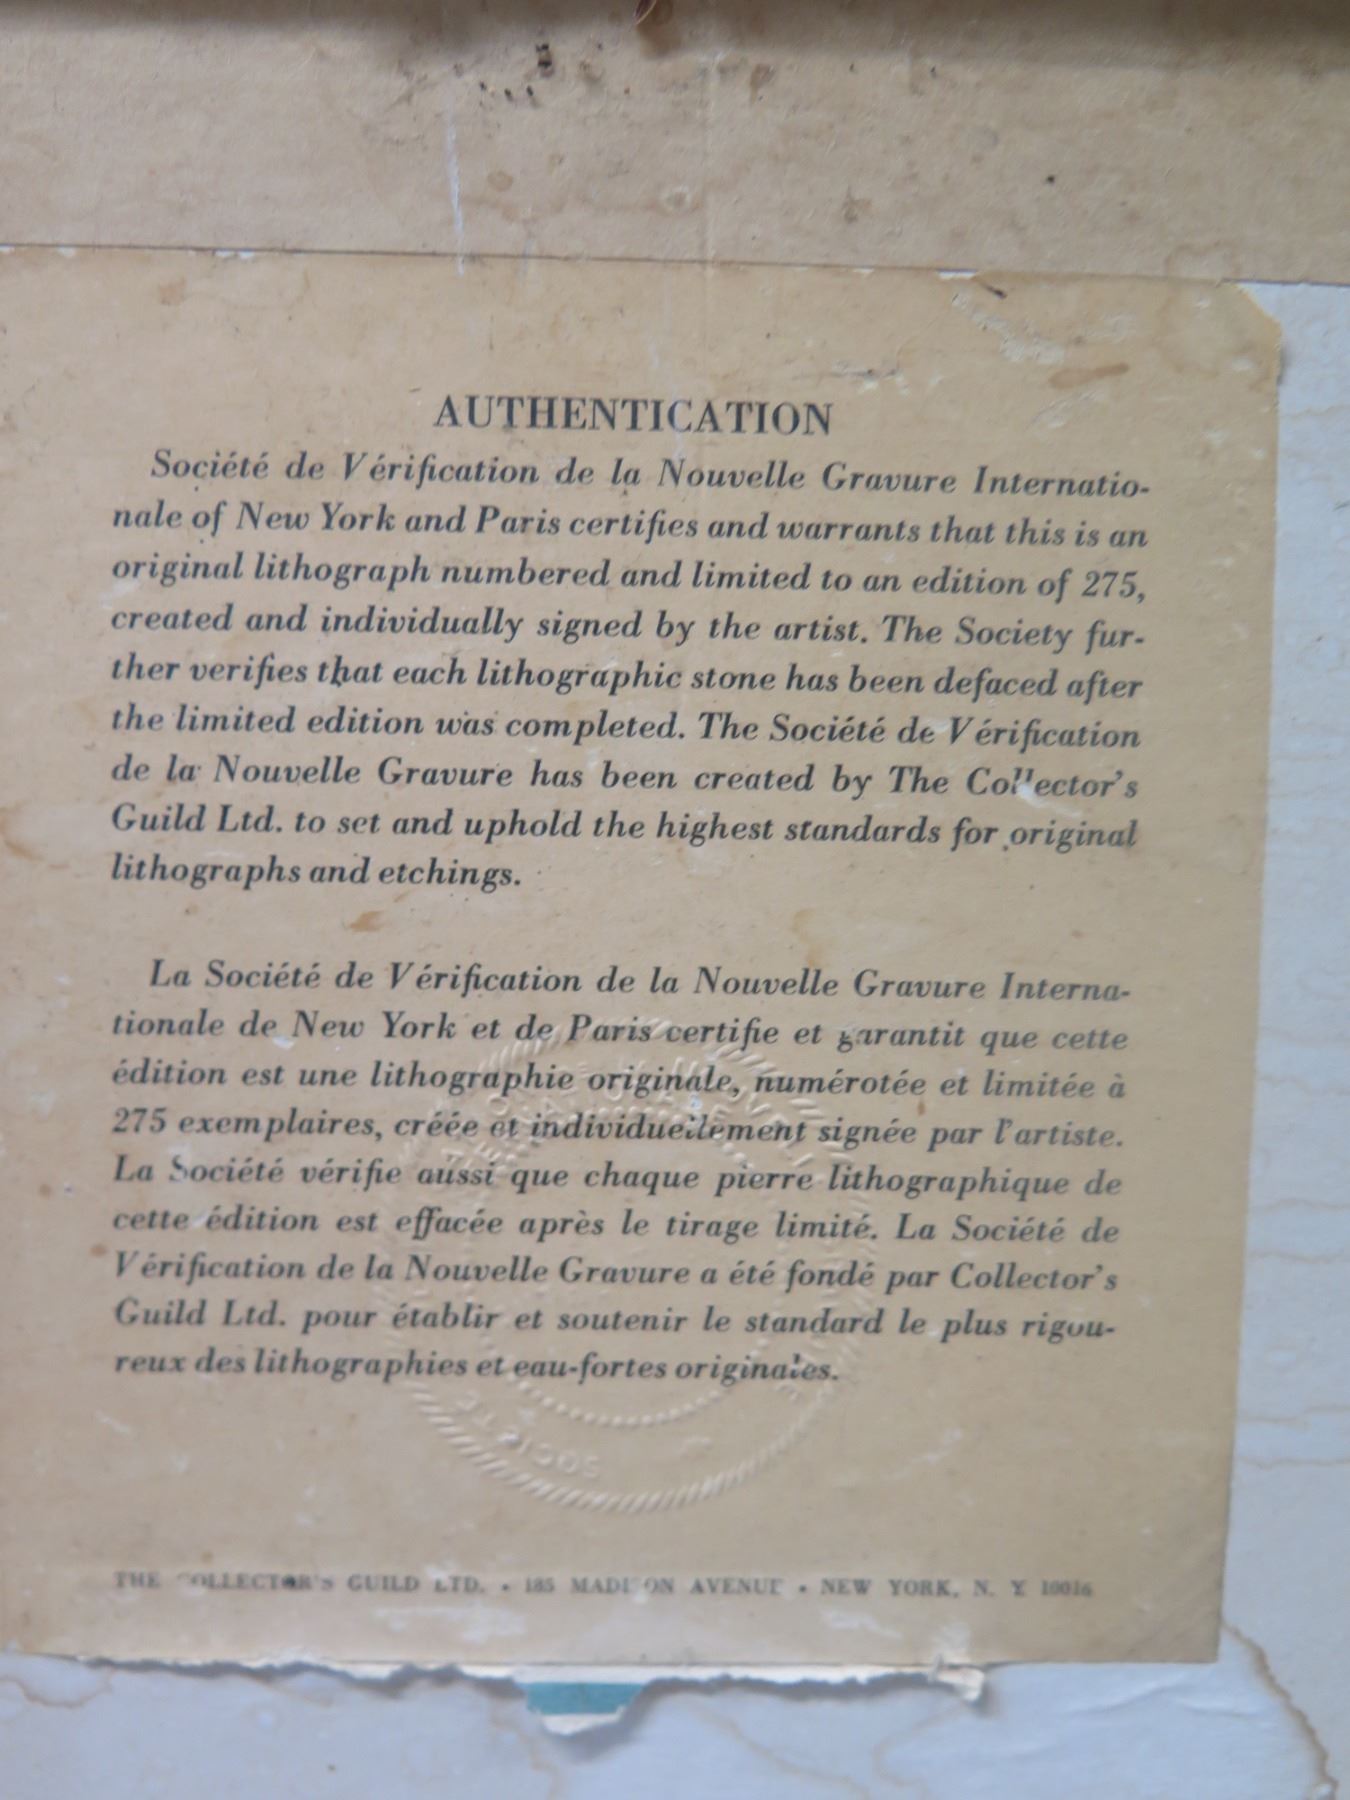 AUTHENTICATION
Société de Vérification de la Nouvelle Gravure Internatio-
nale of New York and Paris certifies and warrants that this is an
original lithograph numbered and limited to an edition of 275,
created and individually signed by the artist. The Society fur-
ther verifies that each lithographic stone has been defaced after
the limited edition was completed. The Société de Vérification
de la Nouvelle Gravure has been created by The Collector's
Guild Ltd. to set and uphold the highest standards for original
lithographs and etchings.
La Société de Vérification de la Nouvelle Gravure Interna-
tionale de New York et de Paris certifie et garantit que cette
édition est une lithographie originale, numérotée et limitée à
275 exemplaires, créée et individuellement signée par l'artiste.
La Société vérifie aussi que chaque pierre lithographique de
cette édition est effacée après le tirage limité. La Société de
Vérification de la Nouvelle Gravure a été fondé par Collector's
Guild Ltd. pour établir et soutenir le standard le plus rigou-
reux des lithographies et eau-fortes originales.
SOCIÉTÉ
THE COLLECTOR'S GUILD LTD. • 185 MADISON AVENUE • NEW YORK, N. Y. 10016